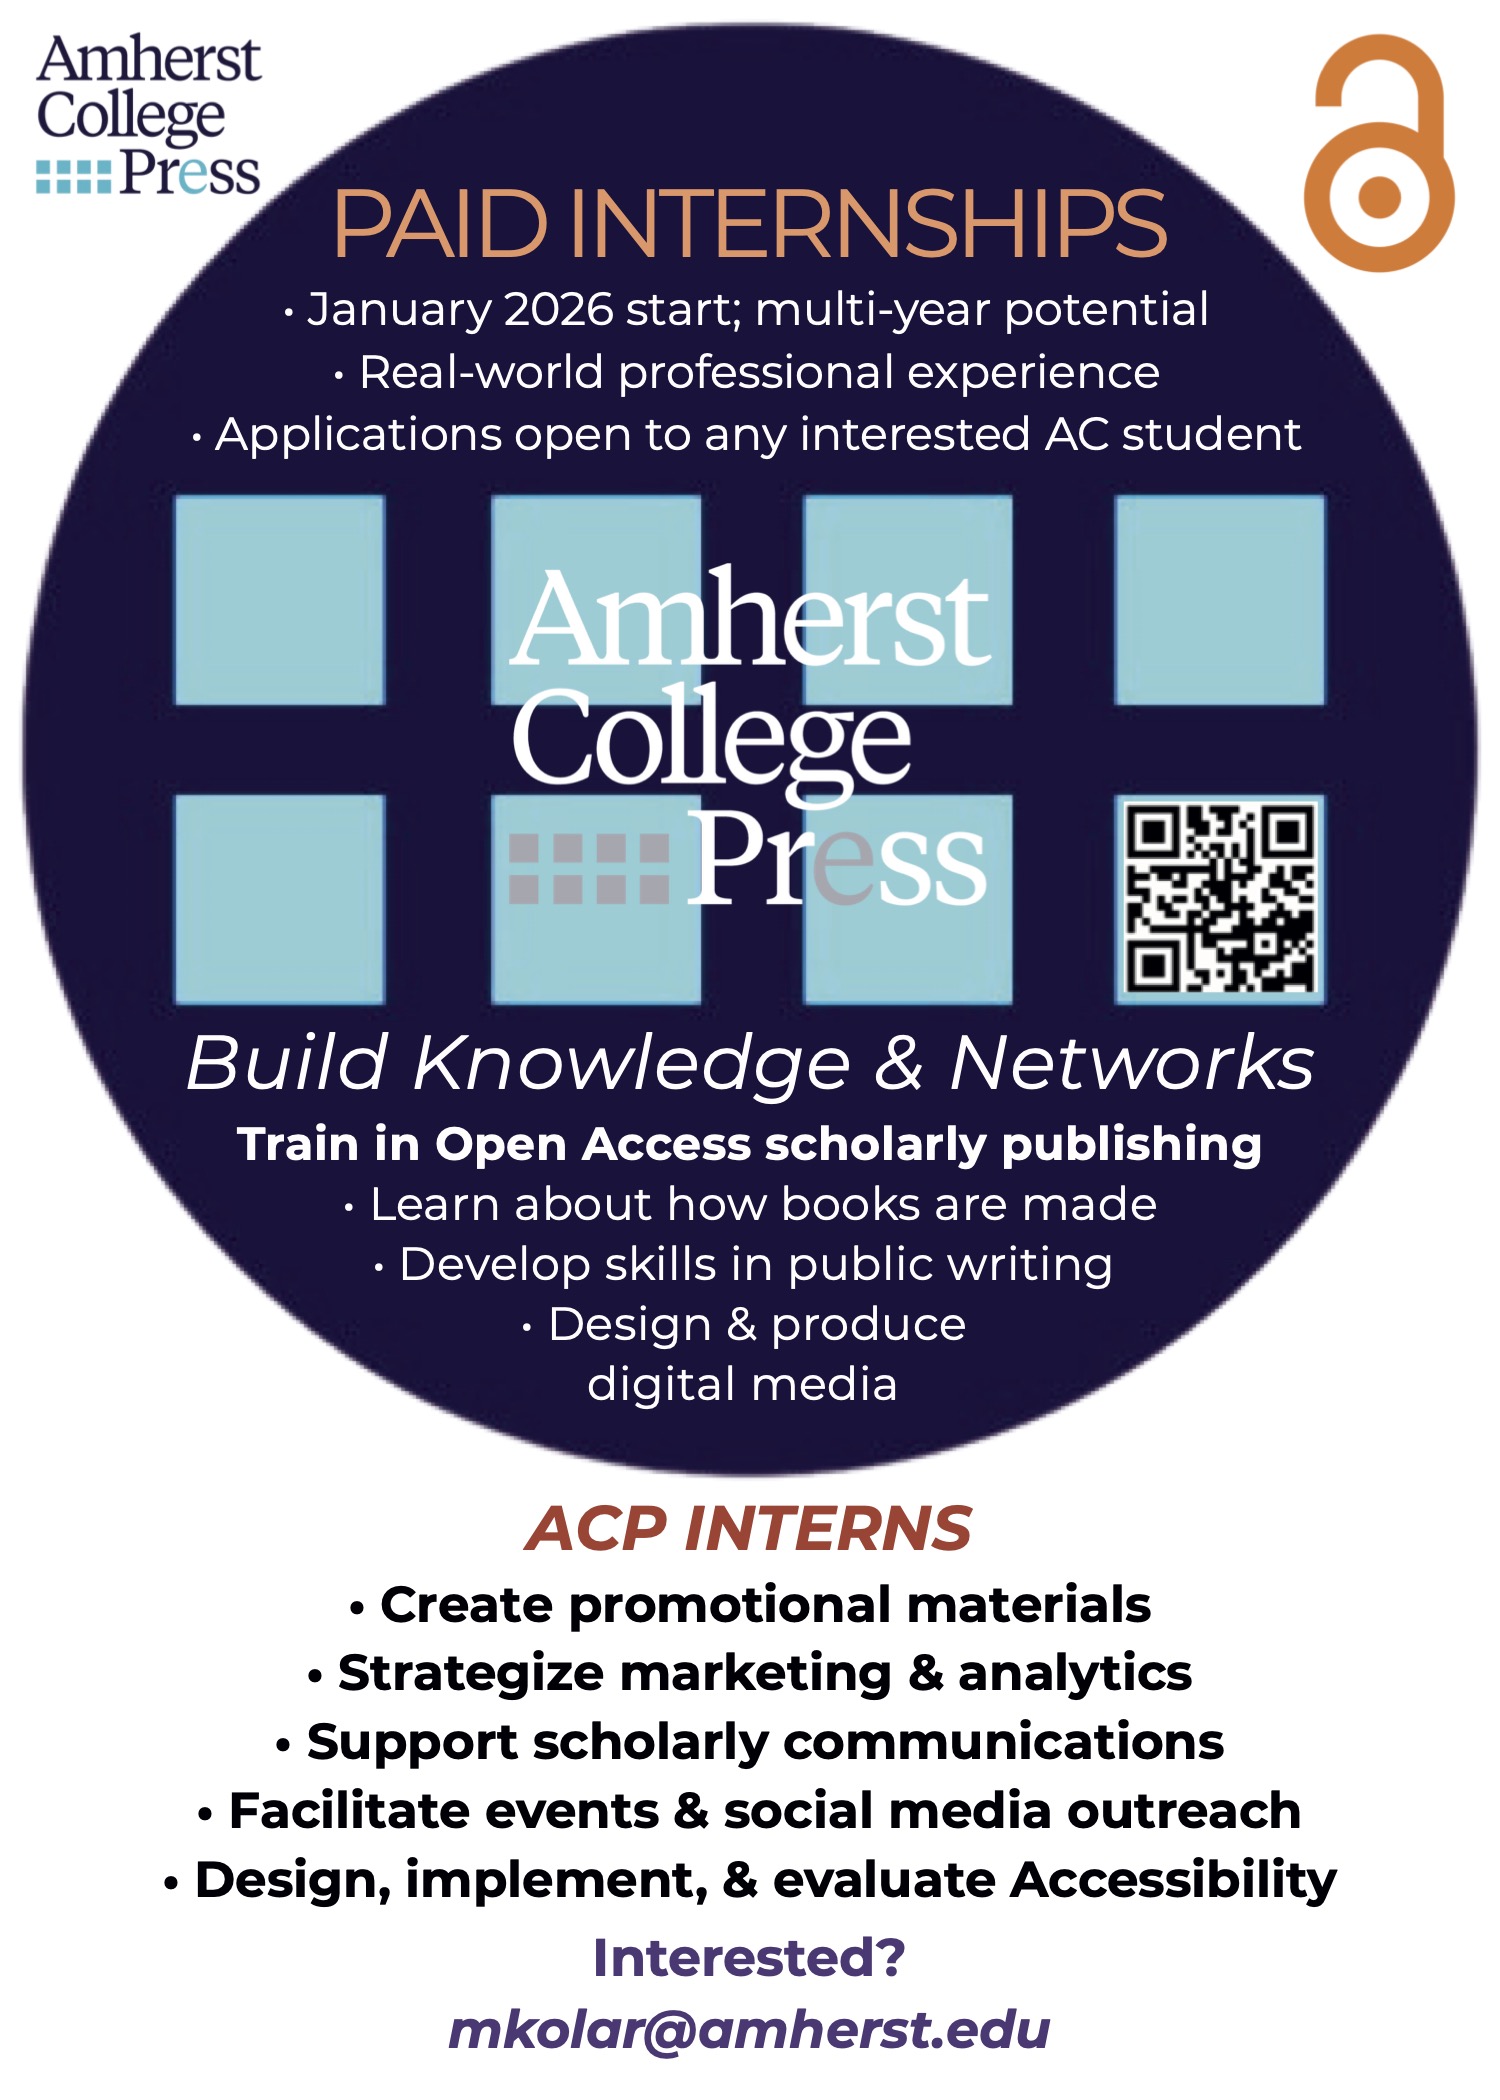 Amherst
College
Press
PAID INTERNSHIPS
• January 2026 start; multi-year potential
• Real-world professional experience
• Applications open to any interested AC student
Amherst
College
Press
Build Knowledge & Networks
Train in Open Access scholarly publishing
• Learn about how books are made
• Develop skills in public writing
• Design & produce
digital media
ACP INTERNS
• Create promotional materials
• Strategize marketing & analytics
• Support scholarly communications
• Facilitate events & social media outreach
• Design, implement, & evaluate Accessibility
Interested?
mkolar@amherst.edu